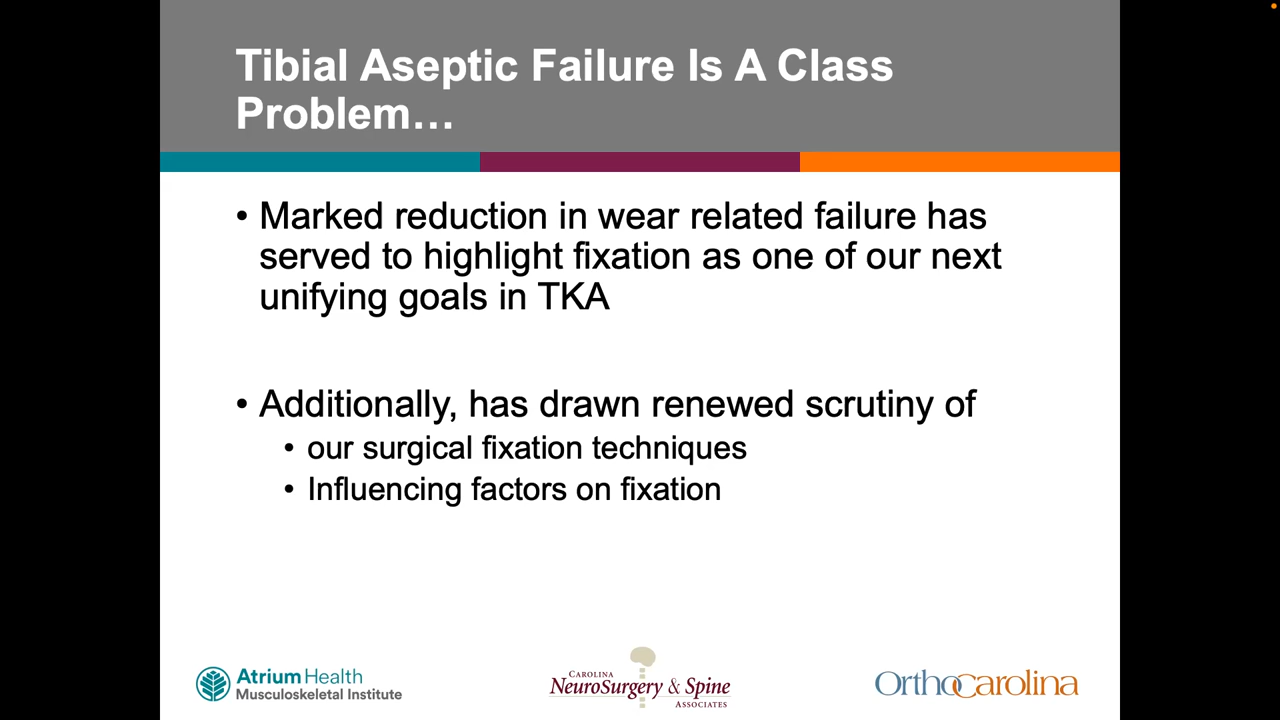 Tibial Aseptic Failure Is A Class
Problem…
• Marked reduction in wear related failure has
served to highlight fixation as one of our next
unifying goals in TKA
• Additionally, has drawn renewed scrutiny of
• our surgical fixation techniques
• Influencing factors on fixation
Atrium Health
Musculoskeletal Institute
CAROLINA
NEUROSURGERY & SPINE
ASSOCIATES
OrthoCarolina